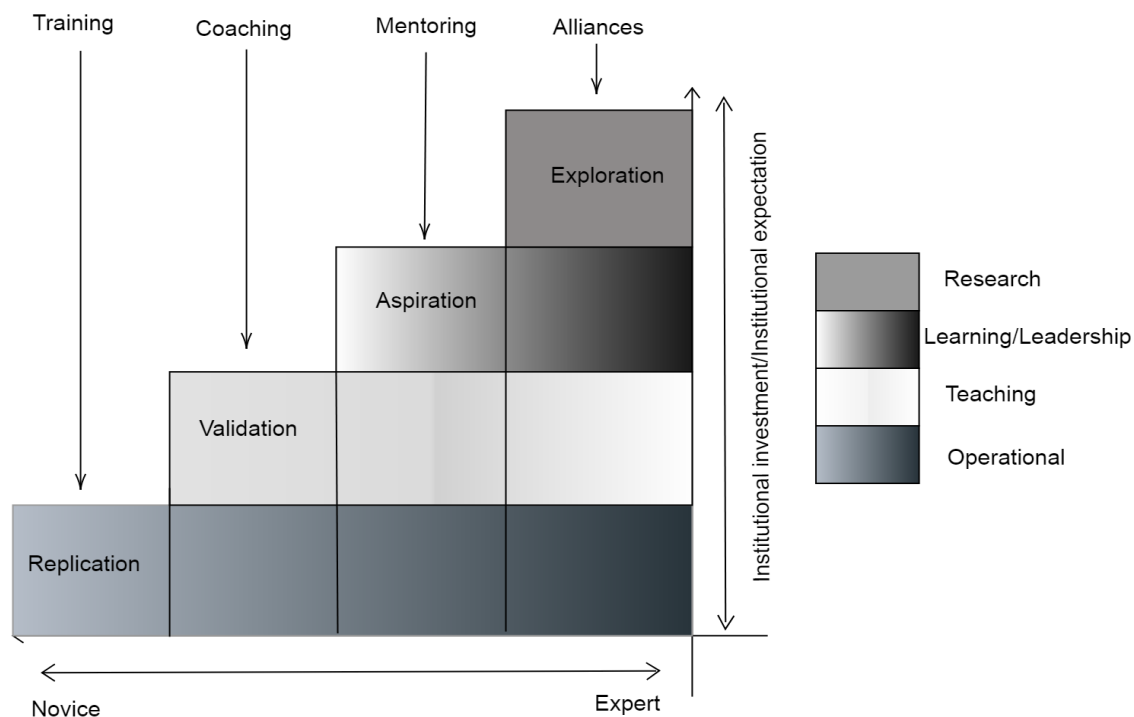 Training
Coaching
Mentoring
Alliances
Exploration
Aspiration
Validation
Replication
Novice
Expert
Institutional investment/Institutional expectation
Research
Learning/Leadership
Teaching
Operational